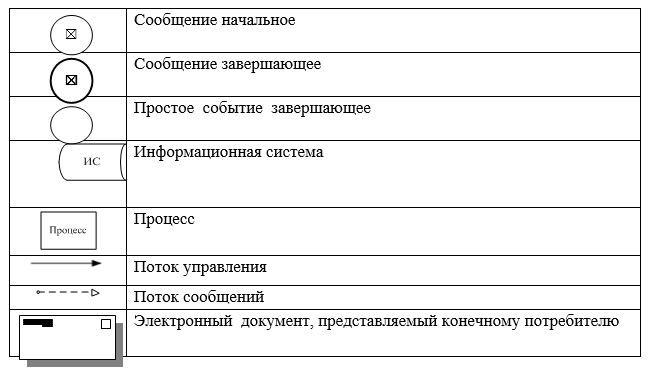 Сообщение начальное
Сообщение завершающее
Простое событие завершающее
ИС
Информационная система
Процесс
Процесс
Поток управления
Поток сообщений
Электронный документ, представляемый конечному потребителю